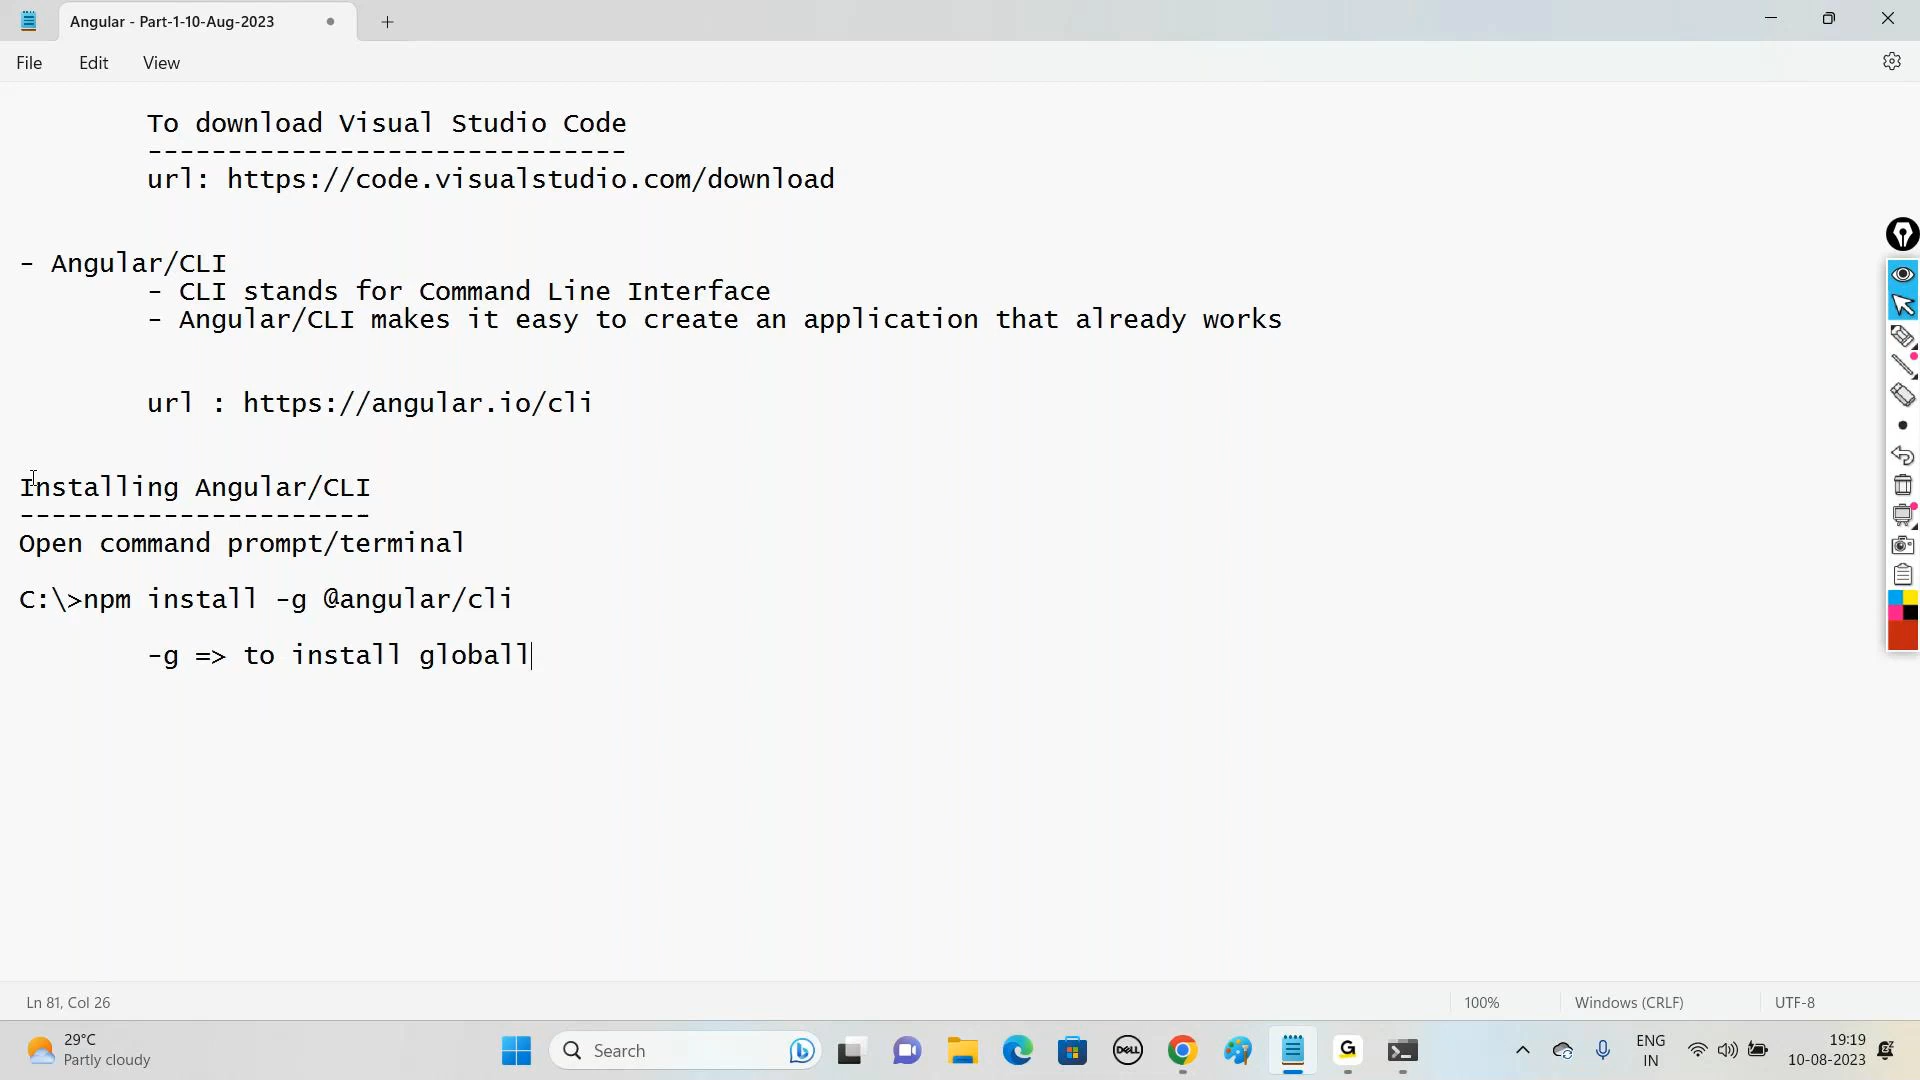 Angular - Part-1-10-Aug-2023
File Edit View
To download Visual Studio Code
------------------------------
url: https://code.visualstudio.com/download
- Angular/CLI
- CLI stands for Command Line Interface
- Angular/CLI makes it easy to create an application that already works
url : https://angular.io/cli
Installing Angular/CLI
----------------------
Open command prompt/terminal
C:\>npm install -g @angular/cli
-g => to install globall
Ln 81, Col 26 100% Windows (CRLF) UTF-8
29°C
Partly cloudy
Search
DELL
G
ENG
IN
19:19
10-08-2023